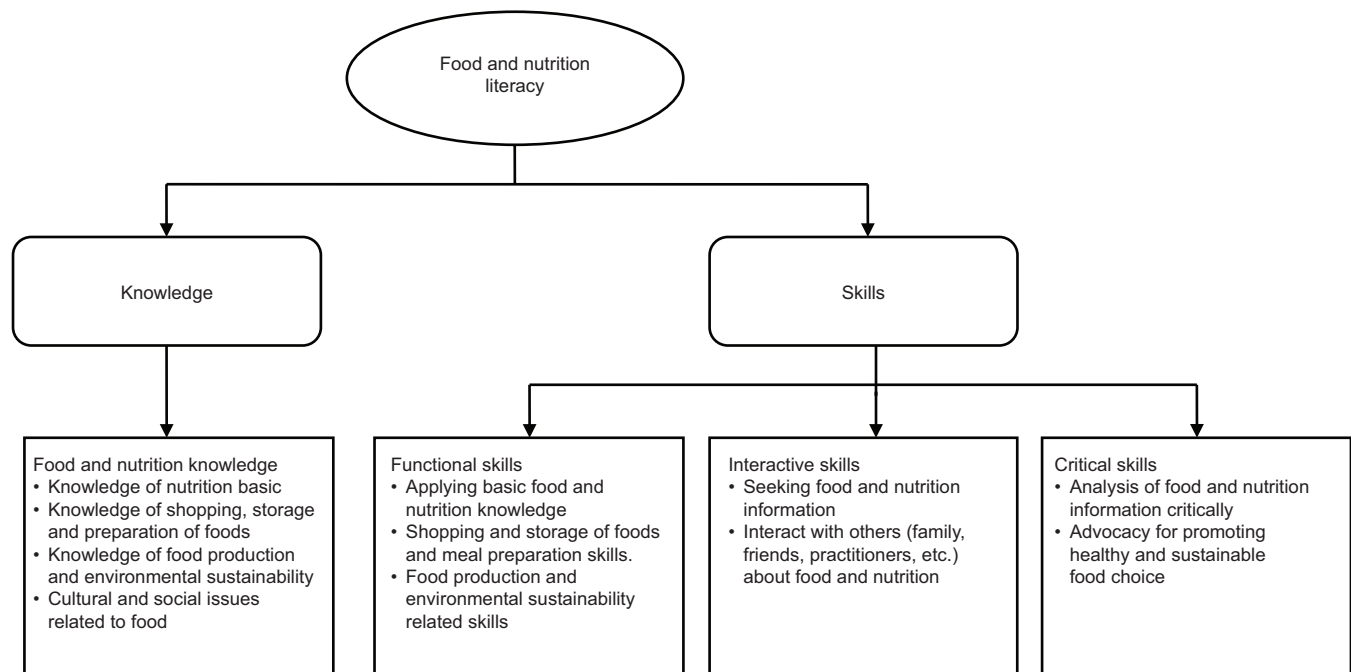 Food and nutrition
literacy
Knowledge
Skills
Food and nutrition knowledge
• Knowledge of nutrition basic
• Knowledge of shopping, storage
and preparation of foods
• Knowledge of food production
and environmental sustainability
• Cultural and social issues
related to food
Functional skills
• Applying basic food and
nutrition knowledge
• Shopping and storage of foods
and meal preparation skills.
• Food production and
environmental sustainability
related skills
Interactive skills
• Seeking food and nutrition
information
• Interact with others (family,
friends, practitioners, etc.)
about food and nutrition
Critical skills
• Analysis of food and nutrition
information critically
• Advocacy for promoting
healthy and sustainable
food choice